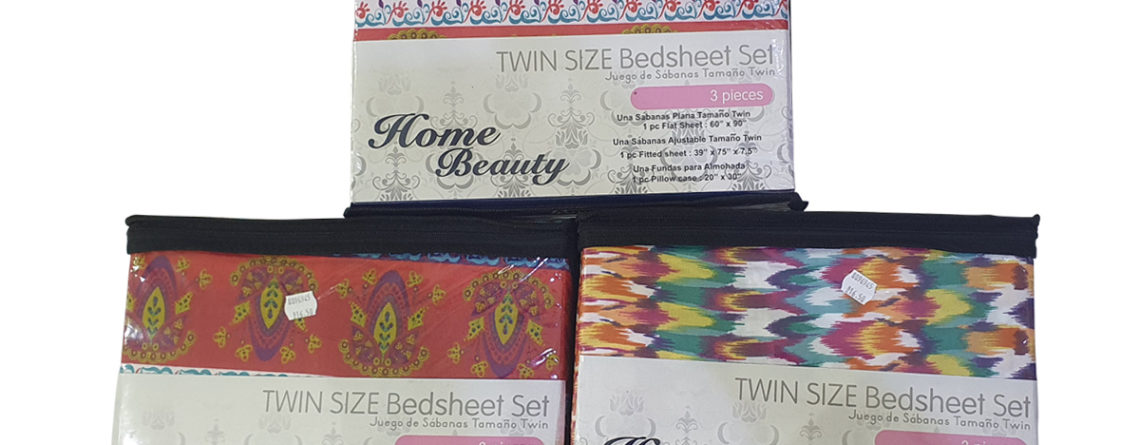 TWIN SIZE Bedsheet Set
Juego de Sábanas Tamaño Twin
3 pieces
Una Sábanas Plana Tamaño Twin
1 pc Flat Sheet : 60" x 90"
Una Sábanas Ajustable Tamaño Twin
1 pc Fitted sheet : 39" x 75" x 7.5"
Una Fundas para Almohada
1 pc Pillow case : 20" x 30"
Home
Beauty
TWIN SIZE Bedsheet Set
Juego de Sábanas Tamaño Twin
TWIN SIZE Bedsheet Set
Juego de Sábanas Tamaño Twin